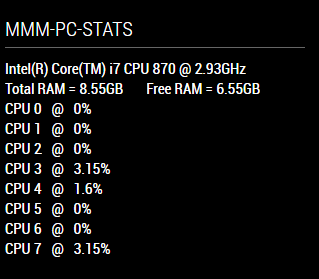 MMM-PC-STATS
Intel(R) Core(TM) i7 CPU 870 @ 2.93GHz
Total RAM = 8.55GB Free RAM = 6.55GB
CPU 0 @ 0%
CPU 1 @ 0%
CPU 2 @ 0%
CPU 3 @ 3.15%
CPU 4 @ 1.6%
CPU 5 @ 0%
CPU 6 @ 0%
CPU 7 @ 3.15%